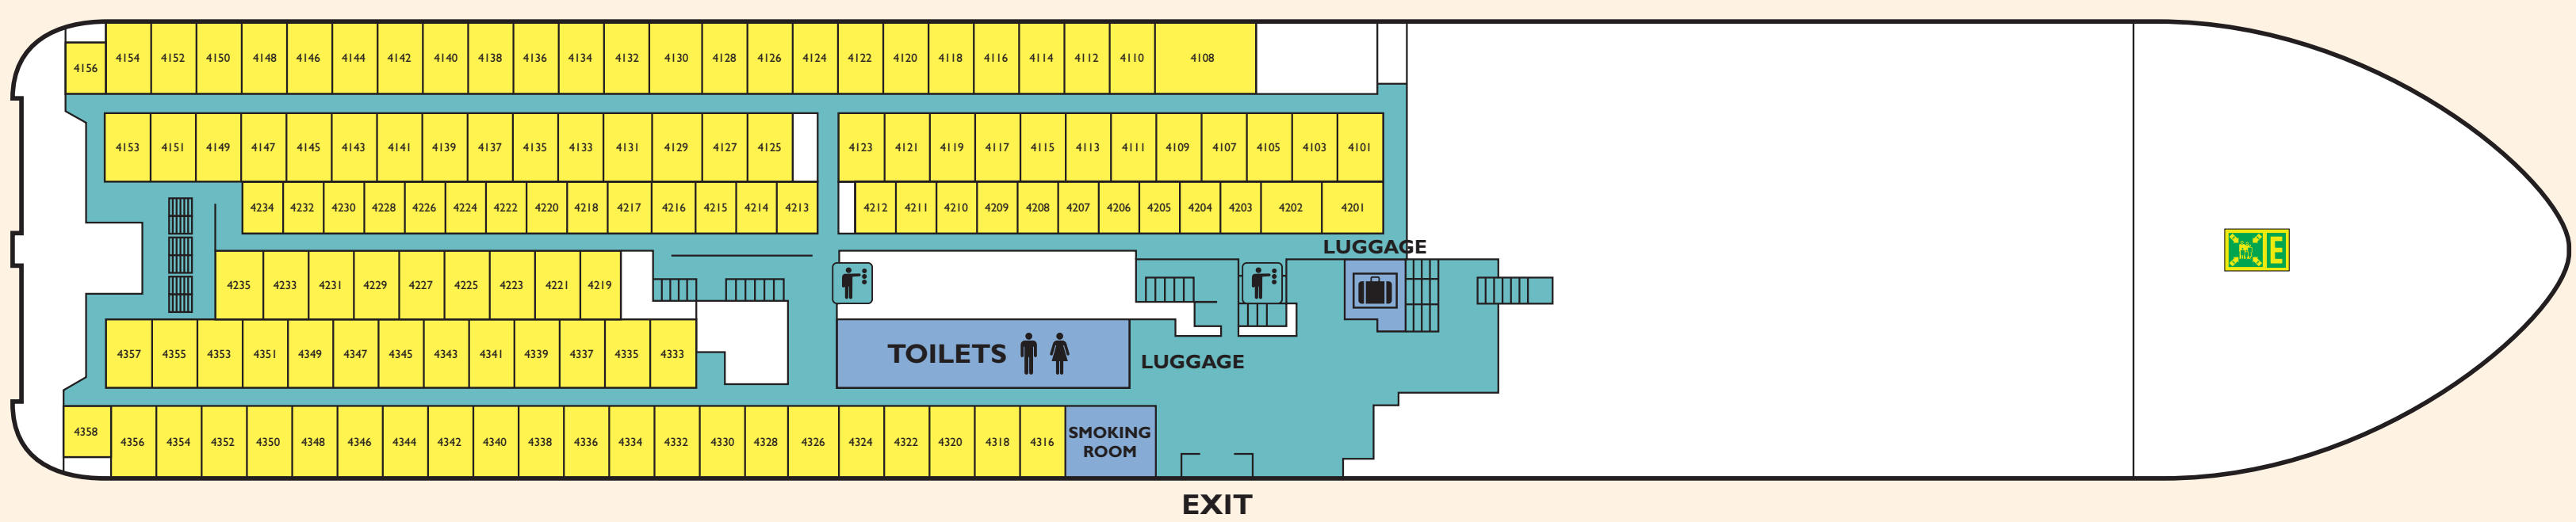 4156 4154 4152 4150 4148 4146 4144 4142 4140 4138 4136 4134 4132 4130 4128 4126 4124 4122 4120 4118 4116 4114 4112 4110 4108
4153 4151 4149 4147 4145 4143 4141 4139 4137 4135 4133 4131 4129 4127 4125 4123 4121 4119 4117 4115 4113 4111 4109 4107 4105 4103 4101
4234 4232 4230 4228 4226 4224 4222 4220 4218 4217 4216 4215 4214 4213 4212 4211 4210 4209 4208 4207 4206 4205 4204 4203 4202 4201
LUGGAGE
E
4235 4233 4231 4229 4227 4225 4223 4221 4219
4357 4355 4353 4351 4349 4347 4345 4343 4341 4339 4337 4335 4333
TOILETS
LUGGAGE
4358 4356 4354 4352 4350 4348 4346 4344 4342 4340 4338 4336 4334 4332 4330 4328 4326 4324 4322 4320 4318 4316
SMOKING
ROOM
EXIT